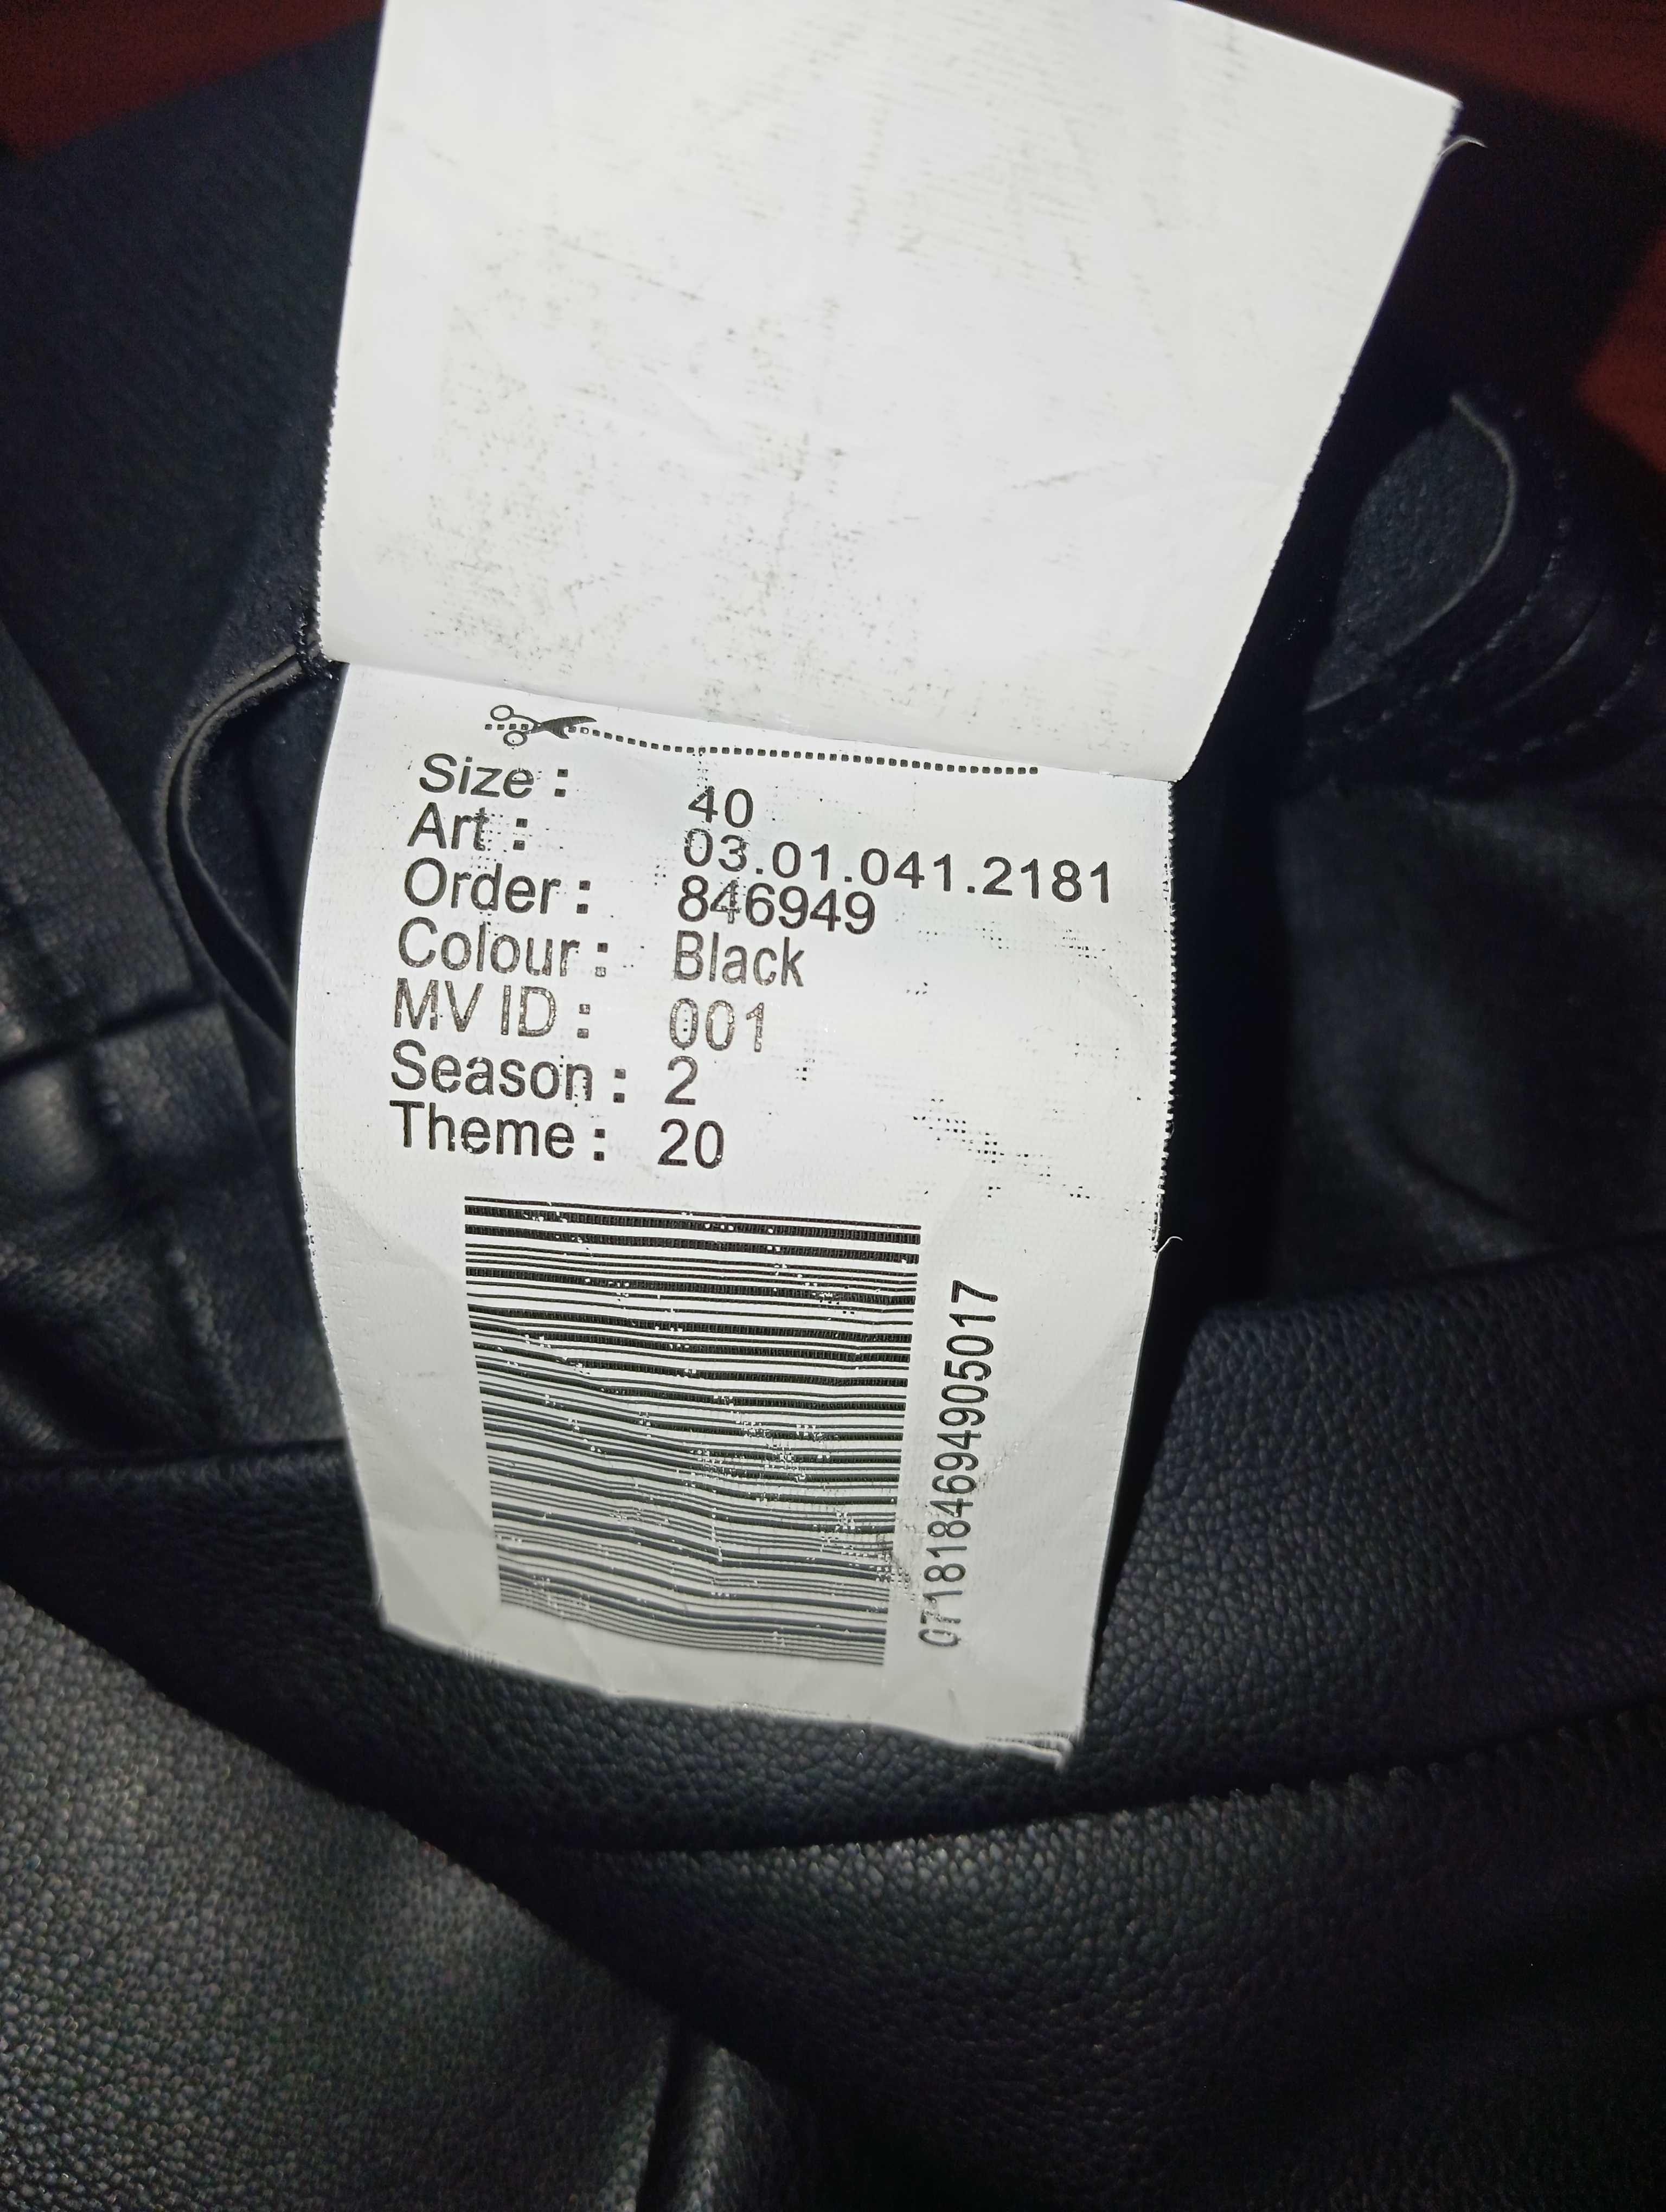 Size : 40
Art : 03.01.041.2181
Order : 846949
Colour : Black
MV ID : 001
Season : 2
Theme : 20
0718184694905017